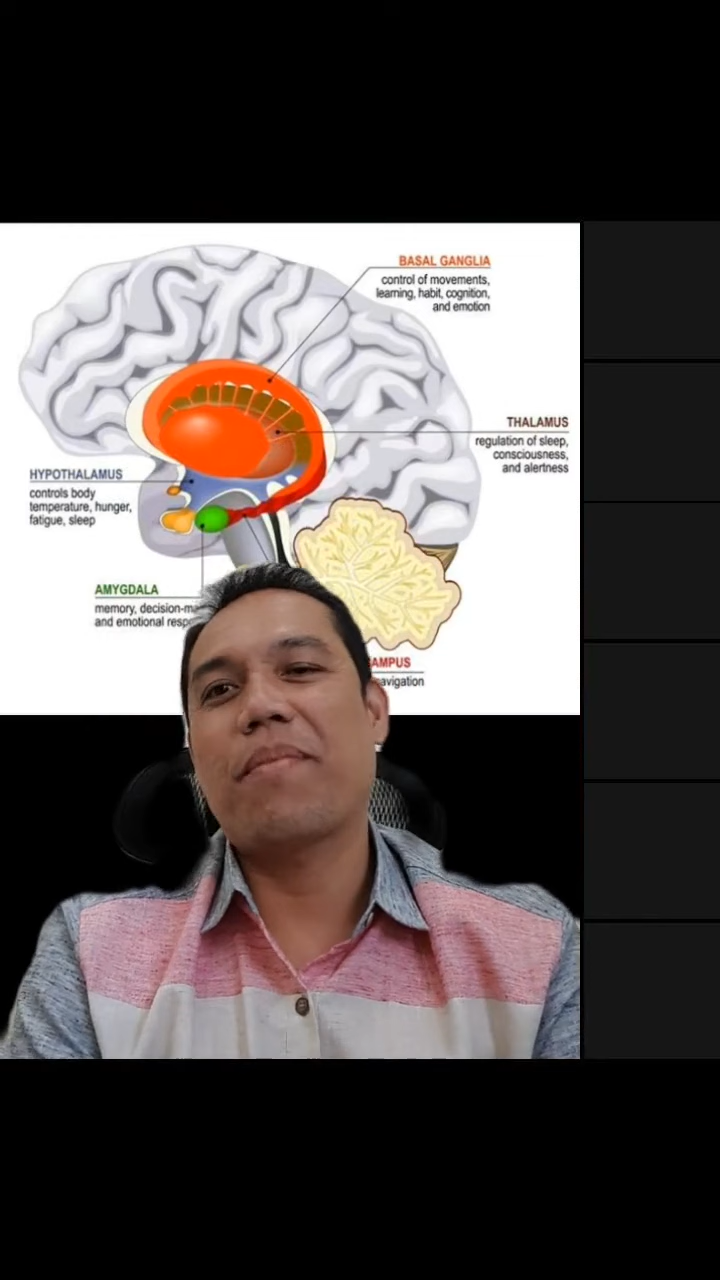 BASAL GANGLIA
control of movements,
learning, habit, cognition,
and emotion
THALAMUS
regulation of sleep,
consciousness,
and alertness
HYPOTHALAMUS
controls body
temperature, hunger,
fatigue, sleep
AMYGDALA
memory,
and emotional